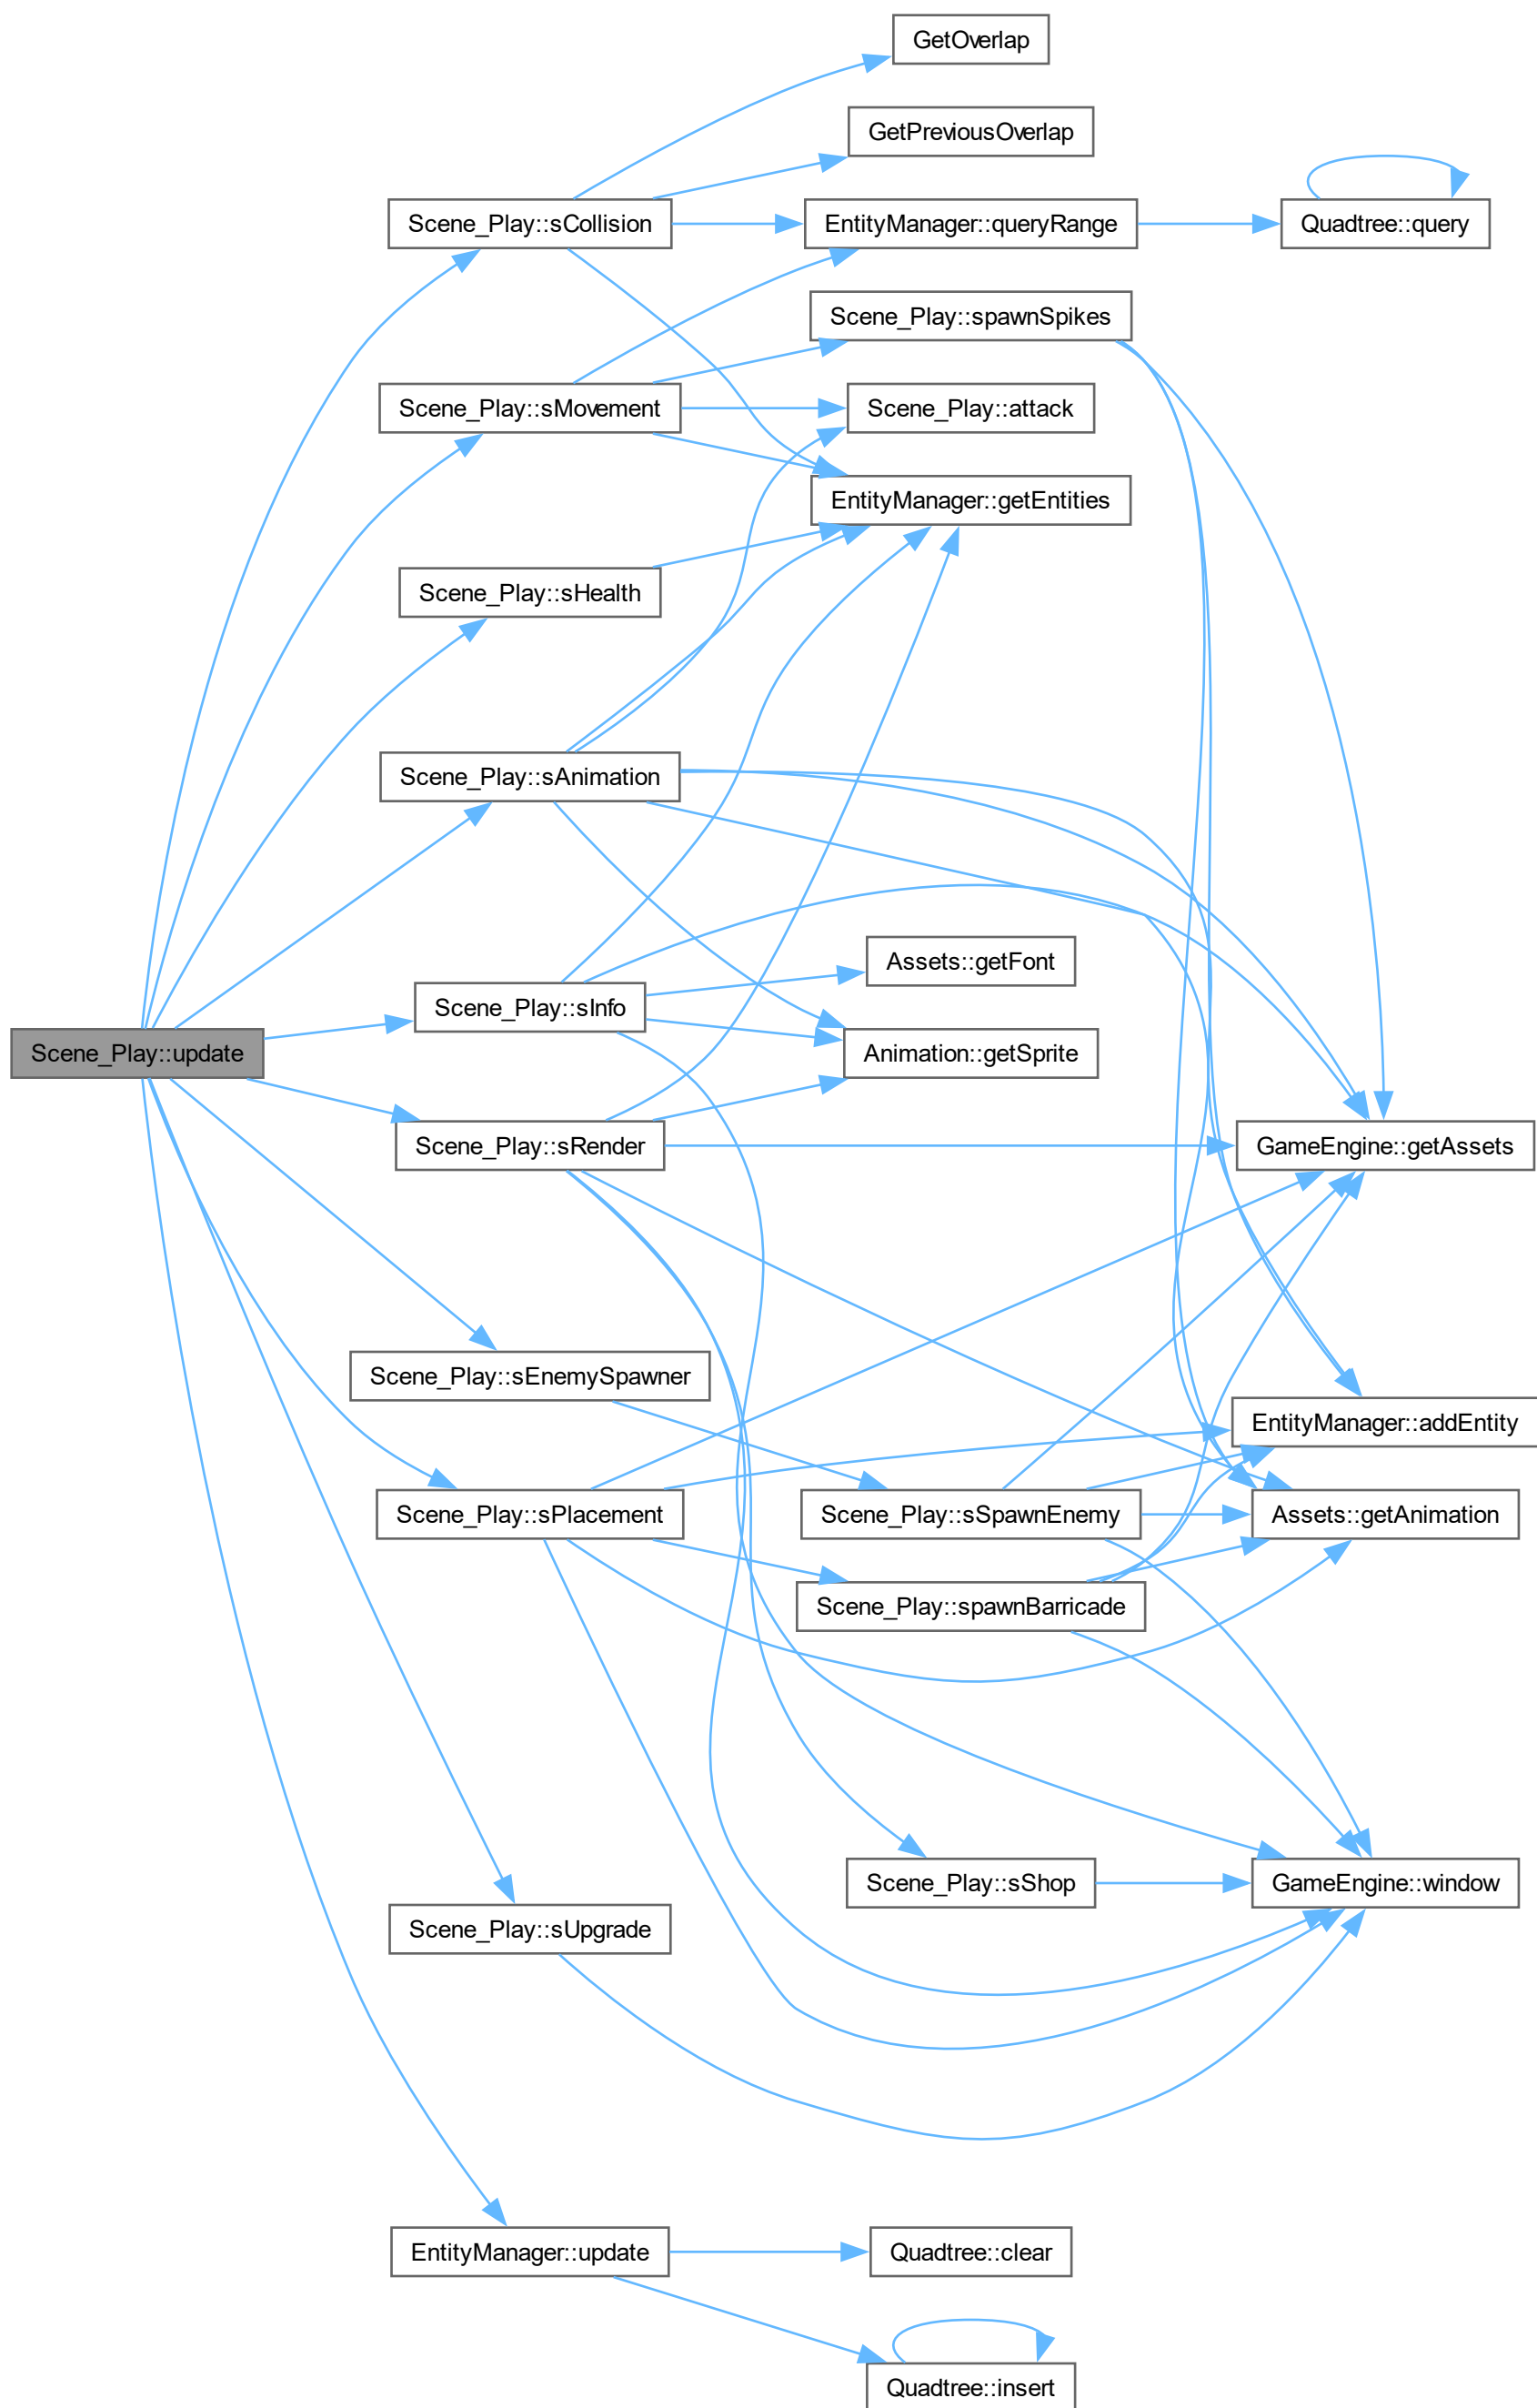 GetOverlap
GetPreviousOverlap
Scene_Play::sCollision
EntityManager::queryRange
Quadtree::query
Scene_Play::spawnSpikes
Scene_Play::sMovement
Scene_Play::attack
EntityManager::getEntities
Scene_Play::sHealth
Scene_Play::sAnimation
Assets::getFont
Scene_Play::sInfo
Scene_Play::update
Animation::getSprite
Scene_Play::sRender
GameEngine::getAssets
Scene_Play::sEnemySpawner
EntityManager::addEntity
Scene_Play::sPlacement
Scene_Play::sSpawnEnemy
Assets::getAnimation
Scene_Play::spawnBarricade
Scene_Play::sShop
GameEngine::window
Scene_Play::sUpgrade
EntityManager::update
Quadtree::clear
Quadtree::insert